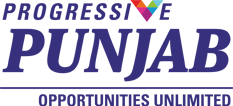 PROGRESSIVE
PUNJAB
OPPORTUNITIES UNLIMITED